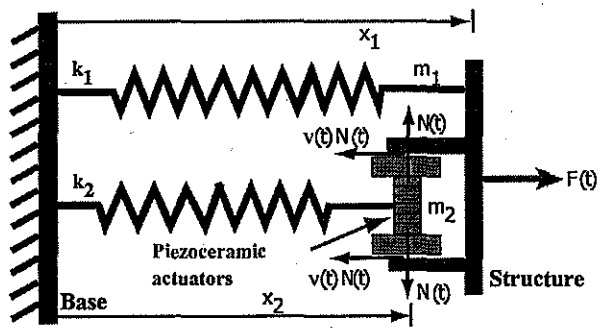 x1
k1
m1
N(t)
v(t) N(t)
F(t)
k2
m2
Piezoceramic
actuators
v(t) N(t)
N(t)
Structure
Base
x2